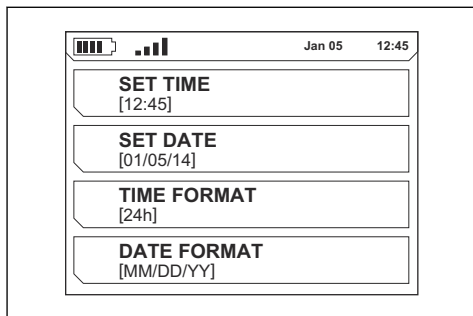 Jan 05 12:45
SET TIME
[12:45]
SET DATE
[01/05/14]
TIME FORMAT
[24h]
DATE FORMAT
[MM/DD/YY]